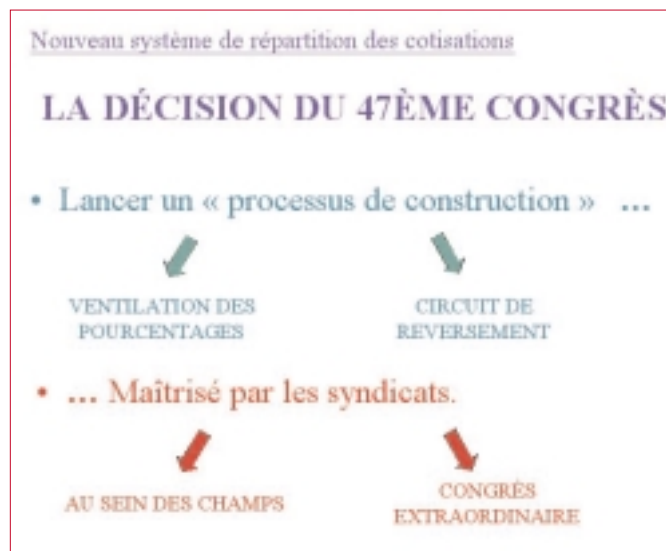 Nouveau système de répartition des cotisations
LA DÉCISION DU 47ÈME CONGRÈS
• Lancer un « processus de construction » ...
VENTILATION DES
POURCENTAGES
CIRCUIT DE
REVERSEMENT
• ... Maîtrisé par les syndicats.
AU SEIN DES CHAMPS
CONGRÈS
EXTRAORDINAIRE